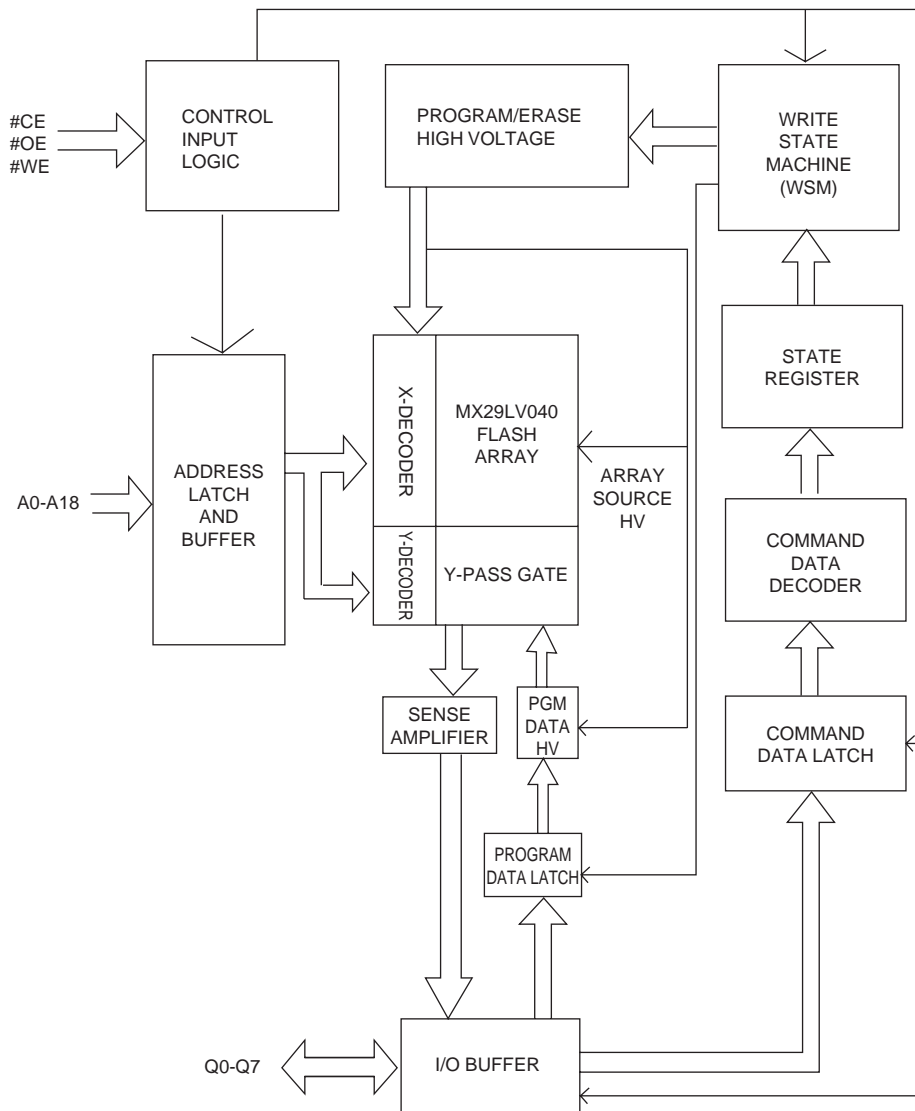 #CE
#OE
#WE
CONTROL
INPUT
LOGIC
PROGRAM/ERASE
HIGH VOLTAGE
WRITE
STATE
MACHINE
(WSM)
STATE
REGISTER
X-DECODER
MX29LV040
FLASH
ARRAY
ARRAY
SOURCE
HV
A0-A18
ADDRESS
LATCH
AND
BUFFER
Y-DECODER
Y-PASS GATE
COMMAND
DATA
DECODER
SENSE
AMPLIFIER
PGM
DATA
HV
COMMAND
DATA LATCH
PROGRAM
DATA LATCH
Q0-Q7
I/O BUFFER